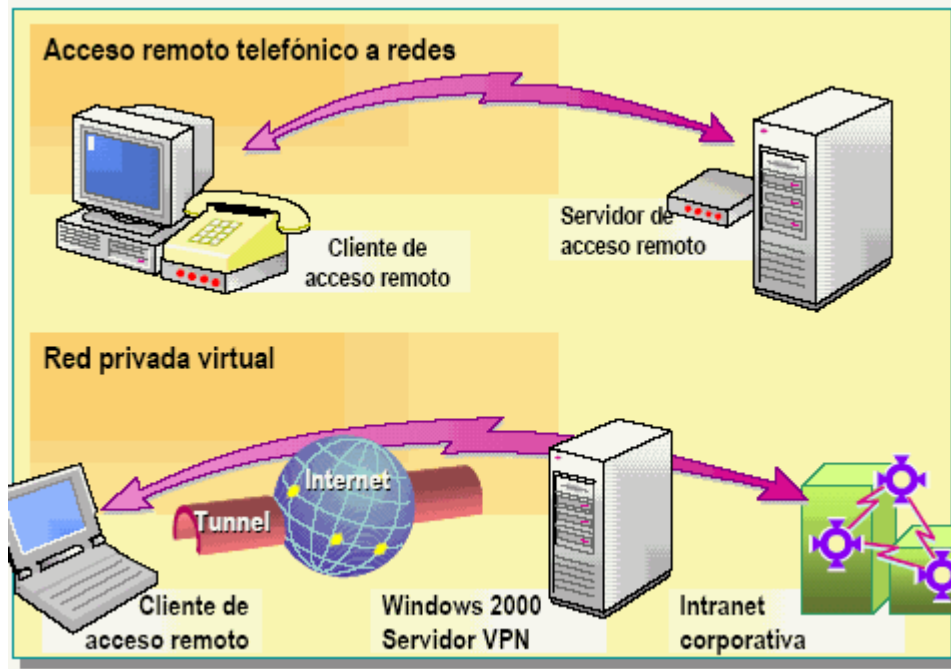 Acceso remoto telefónico a redes
Cliente de
acceso remoto
Servidor de
acceso remoto
Red privada virtual
Internet
Tunnel
Cliente de
acceso remoto
Windows 2000
Servidor VPN
Intranet
corporativa